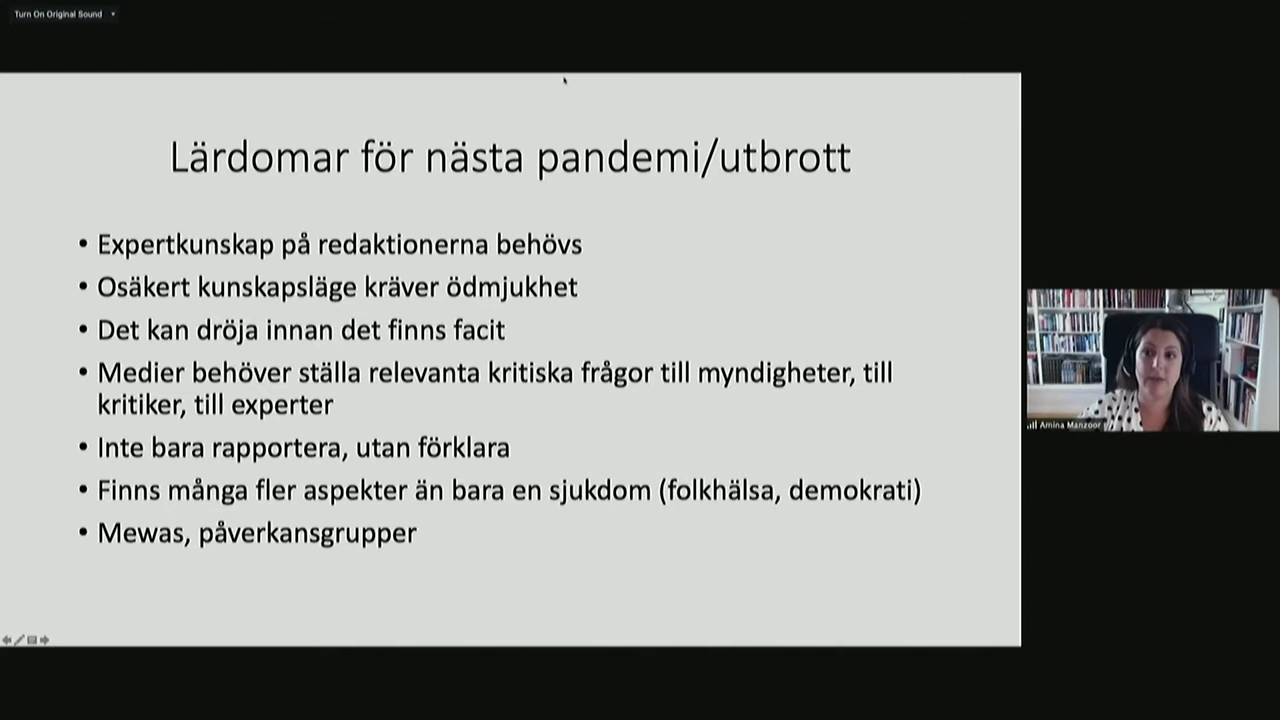 Turn On Original Sound
Lärdomar för nästa pandemi/utbrott
• Expertkunskap på redaktionerna behövs
• Osäkert kunskapsläge kräver ödmjukhet
• Det kan dröja innan det finns facit
• Medier behöver ställa relevanta kritiska frågor till myndigheter, till
kritiker, till experter
• Inte bara rapportera, utan förklara
• Finns många fler aspekter än bara en sjukdom (folkhälsa, demokrati)
• Mewas, påverkansgrupper
Amina Manzoor